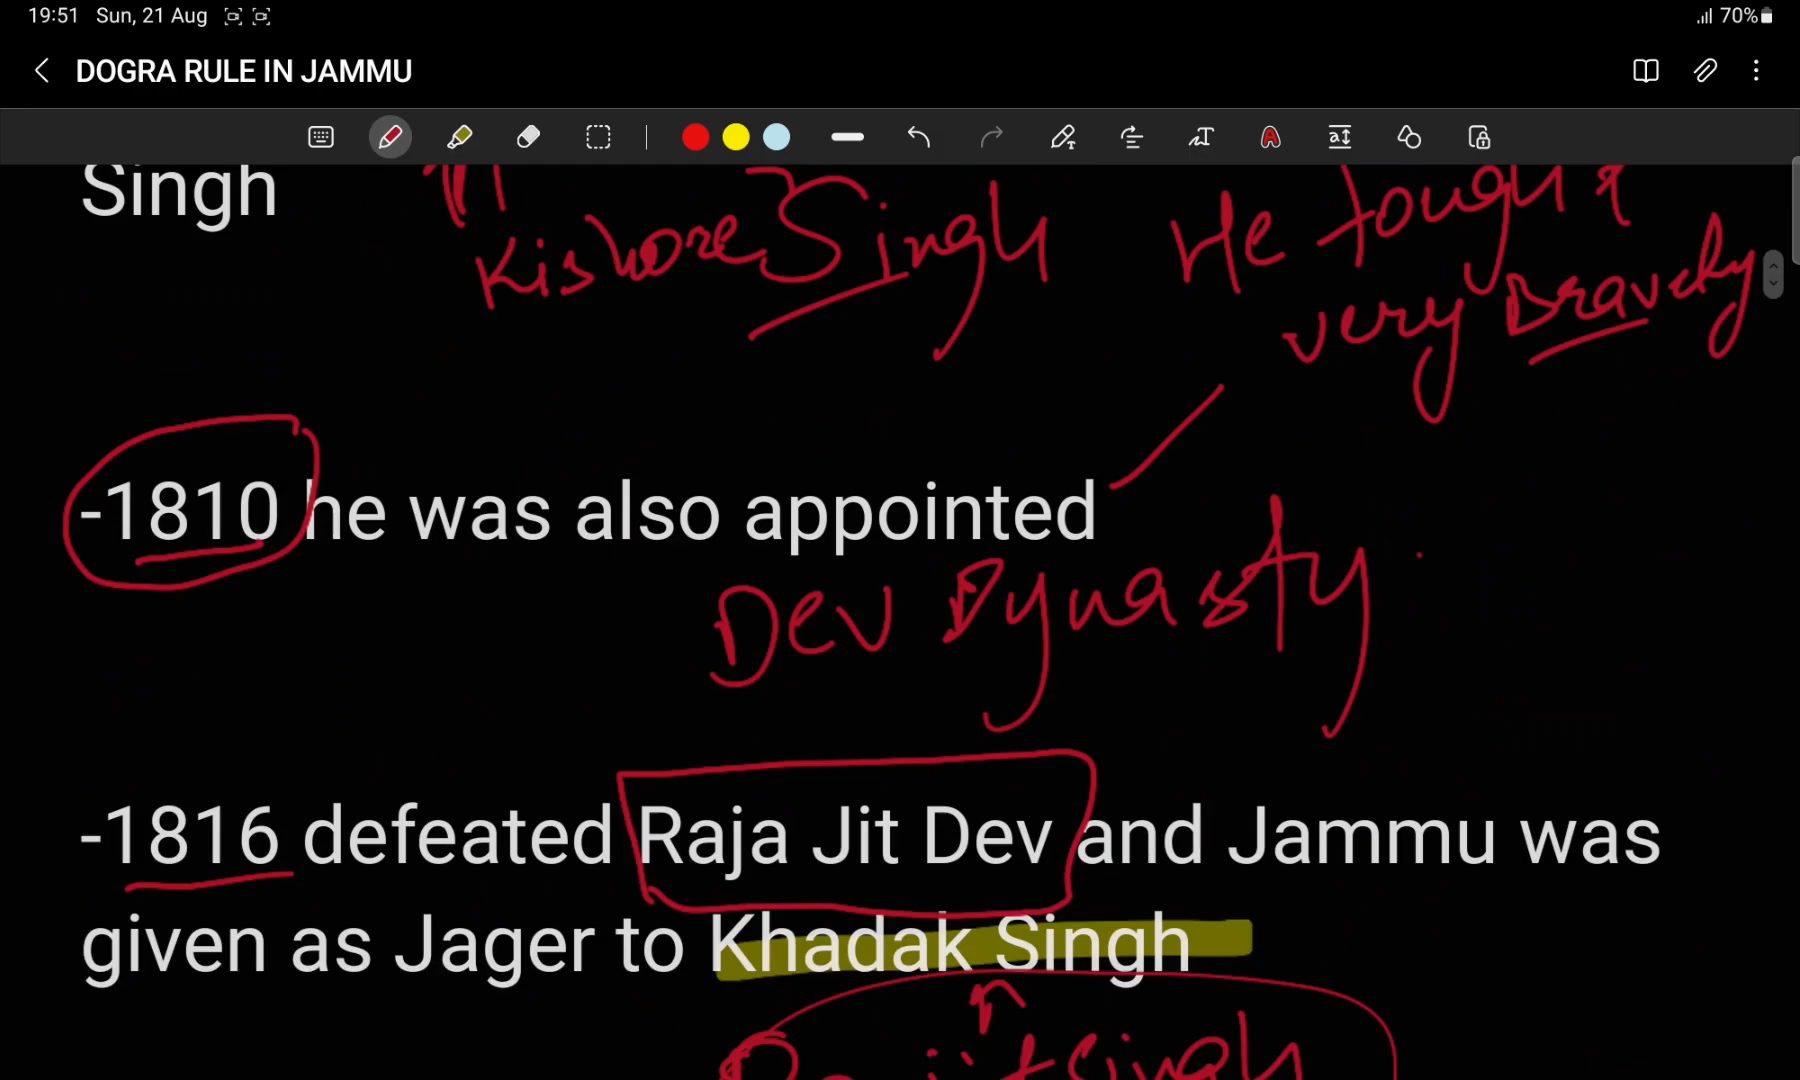 19:51 Sun, 21 Aug 70%
DOGRA RULE IN JAMMU
Singh
Kishore Singh
He fought
very Bravely
-1810 he was also appointed
Dev Dynasty
-1816 defeated Raja Jit Dev and Jammu was
given as Jager to Khadak Singh
Ranjit Singh